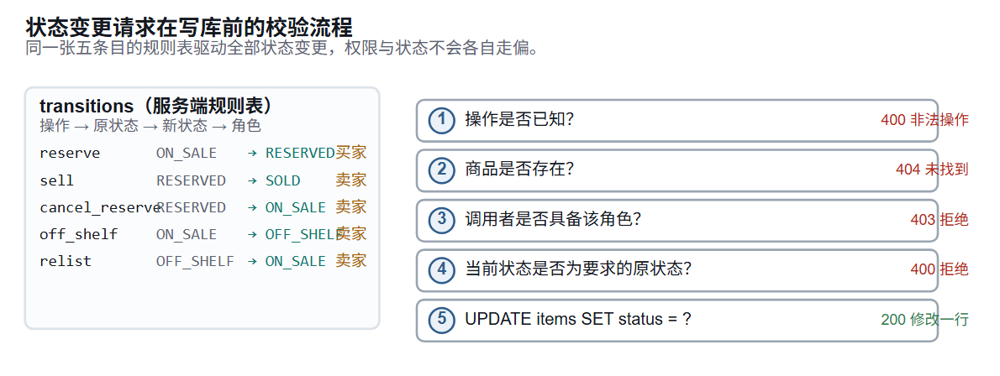 状态变更请求在写库前的校验流程
同一张五条目的规则表驱动全部状态变更，权限与状态不会各自走偏。
transitions（服务端规则表）
操作 → 原状态 → 新状态 → 角色
reserve ON_SALE → RESERVED 买家
sell RESERVED → SOLD 卖家
cancel_reserve RESERVED → ON_SALE 卖家
off_shelf ON_SALE → OFF_SHELF 卖家
relist OFF_SHELF → ON_SALE 卖家
1 操作是否已知？ 400 非法操作
2 商品是否存在？ 404 未找到
3 调用者是否具备该角色？ 403 拒绝
4 当前状态是否为要求的原状态？ 400 拒绝
5 UPDATE items SET status = ? 200 修改一行